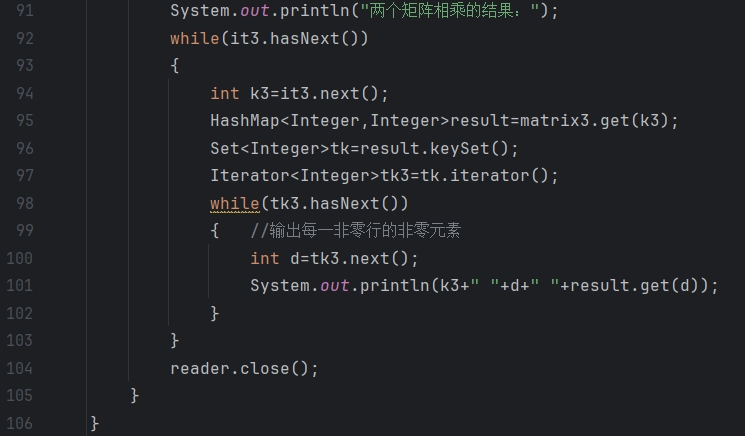 91 System.out.println("两个矩阵相乘的结果：");
92 while(it3.hasNext())
93 {
94 int k3=it3.next();
95 HashMap<Integer,Integer>result=matrix3.get(k3);
96 Set<Integer>tk=result.keySet();
97 Iterator<Integer>tk3=tk.iterator();
98 while(tk3.hasNext())
99 { //输出每一非零行的非零元素
100 int d=tk3.next();
101 System.out.println(k3+" "+d+" "+result.get(d));
102 }
103 }
104 reader.close();
105 }
106 }